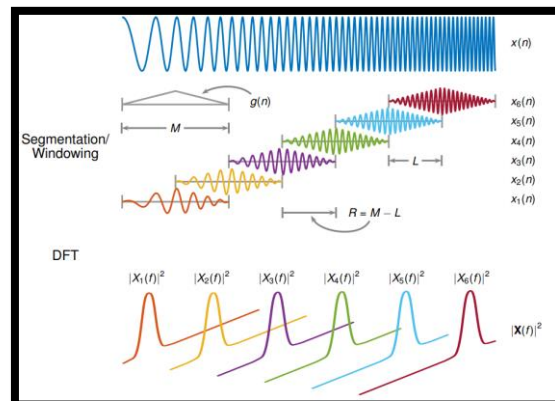 x(n)
g(n)
x₆(n)
M
x₅(n)
Segmentation/
Windowing
x₄(n)
L
x₃(n)
x₂(n)
R = M − L
x₁(n)
DFT
|X₁(f)|² |X₂(f)|² |X₃(f)|² |X₄(f)|² |X₅(f)|² |X₆(f)|²
|X(f)|²